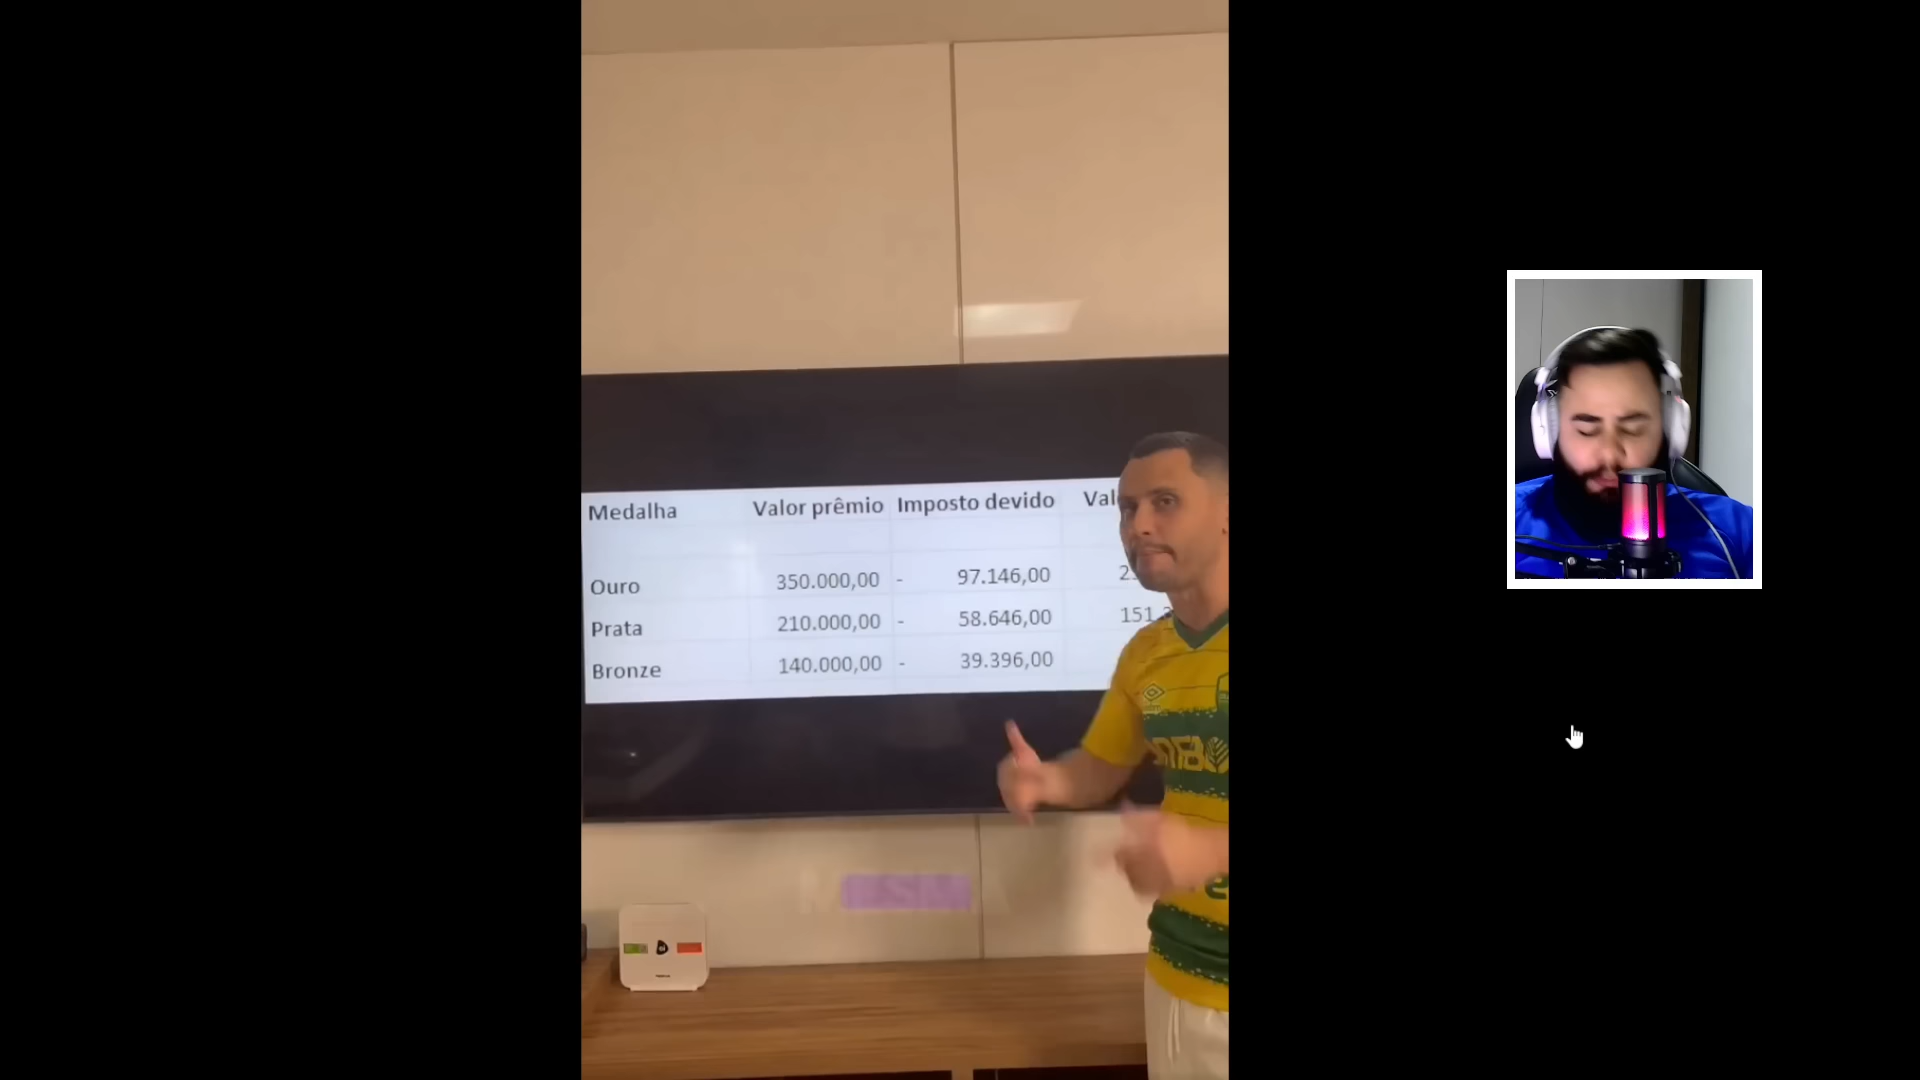 Medalha Valor prêmio Imposto devido
Ouro 350.000,00 - 97.146,00
Prata 210.000,00 - 58.646,00 151.
Bronze 140.000,00 - 39.396,00